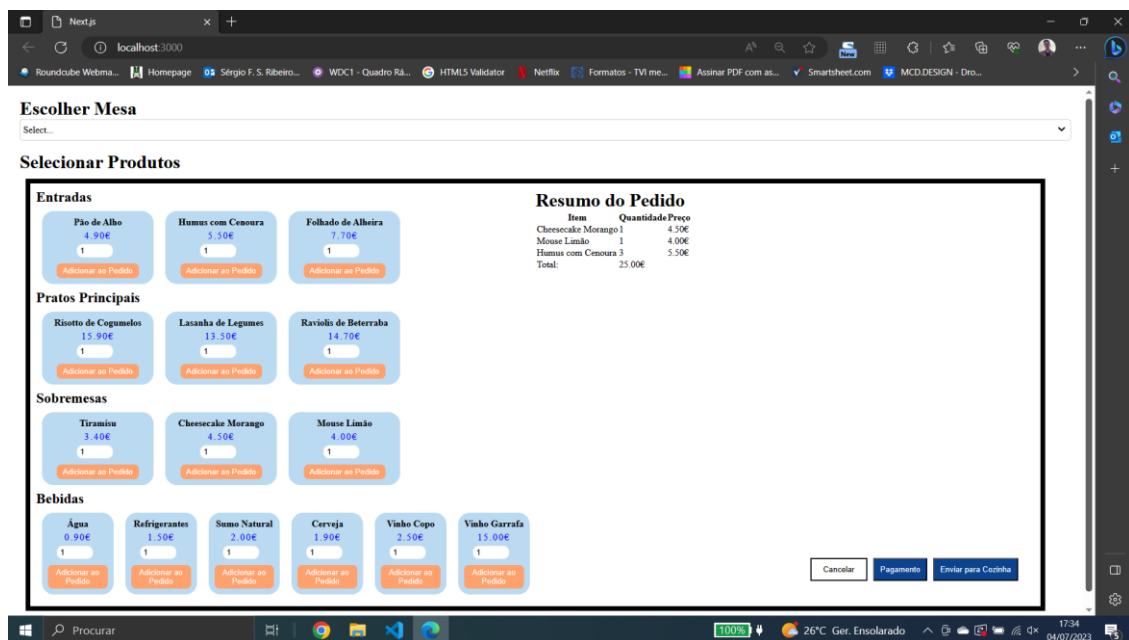 Next.js
localhost:3000
Roundcube Webma... Homepage Sérgio F. S. Ribeiro... WDC1 - Quadro Rá... HTML5 Validator Netflix Formatos - TVI me... Assinar PDF com as... Smartsheet.com MCD.DESIGN - Dro...
Escolher Mesa
Select...
Selecionar Produtos
Entradas
Pão de Alho Humus com Cenoura Folhado de Alheira
4.90€ 5.50€ 7.70€
1 1 1
Adicionar ao Pedido Adicionar ao Pedido Adicionar ao Pedido
Pratos Principais
Risotto de Cogumelos Lasanha de Legumes Raviolis de Beterraba
15.90€ 13.50€ 14.70€
1 1 1
Adicionar ao Pedido Adicionar ao Pedido Adicionar ao Pedido
Sobremesas
Tiramisu Cheesecake Morango Mouse Limão
3.40€ 4.50€ 4.00€
1 1 1
Adicionar ao Pedido Adicionar ao Pedido Adicionar ao Pedido
Bebidas
Água Refrigerantes Sumo Natural Cerveja Vinho Copo Vinho Garrafa
0.90€ 1.50€ 2.00€ 1.90€ 2.50€ 15.00€
1 1 1 1 1 1
Adicionar ao Adicionar ao Adicionar ao Adicionar ao Adicionar ao Adicionar ao
Pedido Pedido Pedido Pedido Pedido Pedido
Resumo do Pedido
Item Quantidade Preço
Cheesecake Morango 1 4.50€
Mouse Limão 1 4.00€
Humus com Cenoura 3 5.50€
Total: 25.00€
Cancelar Pagamento Enviar para Cozinha
Procurar
100% 26°C Ger. Ensolarado
17:34
04/07/2023